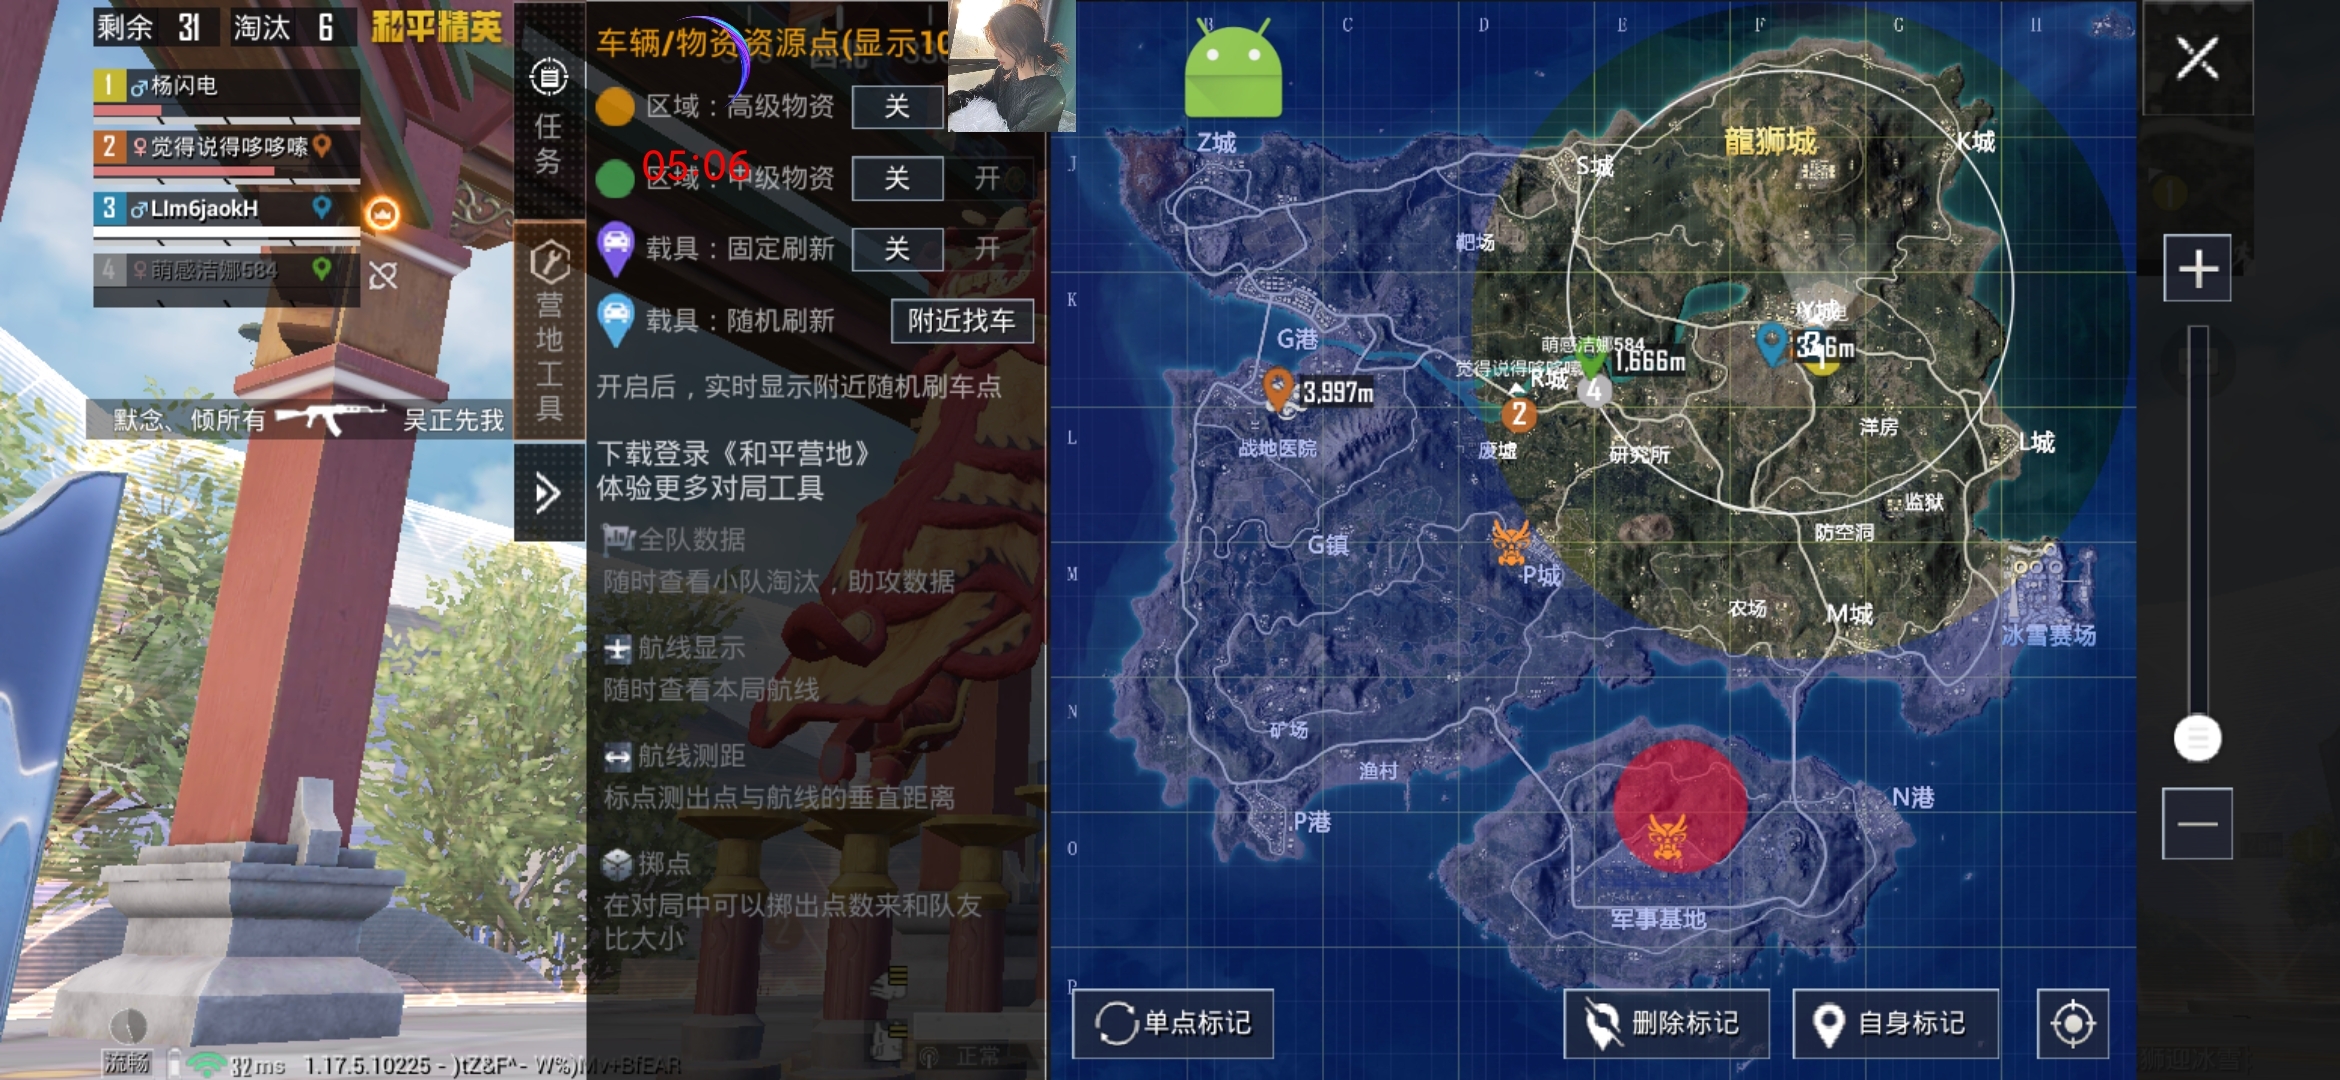 剩余 31 淘汰 6 和平精英
1 ♂杨闪电
2 ♀觉得说得哆哆嗦
3 ♂LIm6jaokH
4 ♀萌感洁娜584
默念、倾所有 吴正先我
任务
营地工具
车辆/物资资源点(显示10
区域：高级物资 关
05:06
区域：中级物资 关 开
载具：固定刷新 关 开
载具：随机刷新 附近找车
开启后，实时显示附近随机刷车点
下载登录《和平营地》
体验更多对局工具
全队数据
随时查看小队淘汰，助攻数据
航线显示
随时查看本局航线
航线测距
标点测出点与航线的垂直距离
掷点
在对局中可以掷出点数来和队友
比大小
正常
流畅 32ms 1.17.5.10225 - )tZ&F^- W%)Mv+BfEAR
B C D E F G H
J
K
L
M
N
O
P
Z城
S城
龍狮城
K城
靶场
Y城
G港
萌感洁娜584
1,666m
觉得说得哆哆嗦
R城
3,997m
4
2
1
战地医院
废墟
研究所
洋房
L城
监狱
防空洞
G镇
P城
农场
M城
冰雪赛场
矿场
渔村
P港
N港
军事基地
单点标记
删除标记
自身标记